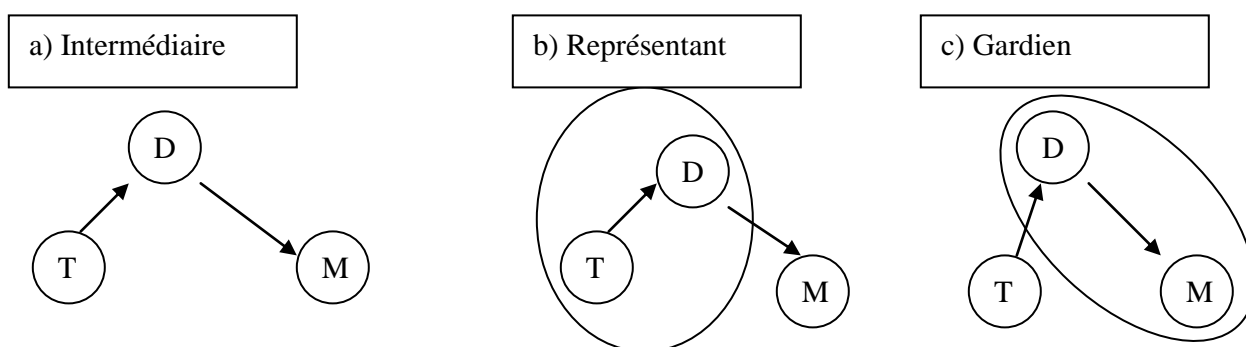 a) Intermédiaire
b) Représentant
c) Gardien
D
T
M
D
T
M
D
T
M